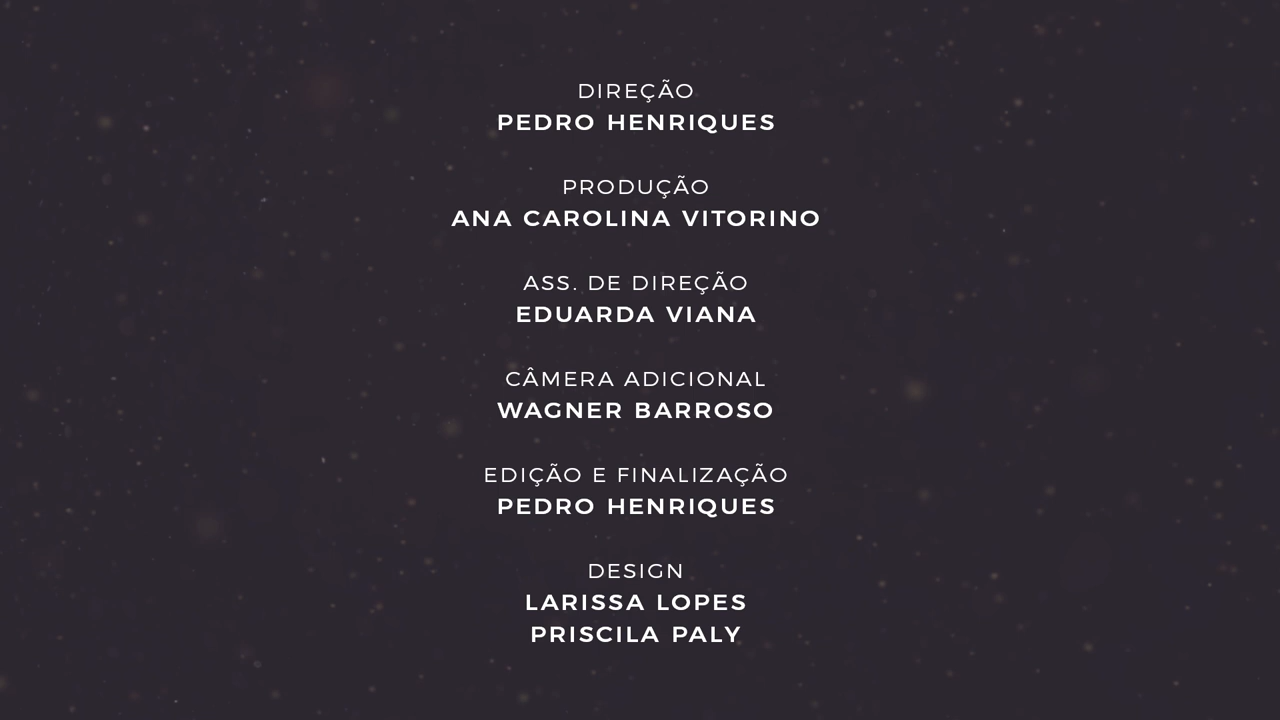 DIREÇÃO
PEDRO HENRIQUES
PRODUÇÃO
ANA CAROLINA VITORINO
ASS. DE DIREÇÃO
EDUARDA VIANA
CÂMERA ADICIONAL
WAGNER BARROSO
EDIÇÃO E FINALIZAÇÃO
PEDRO HENRIQUES
DESIGN
LARISSA LOPES
PRISCILA PALY